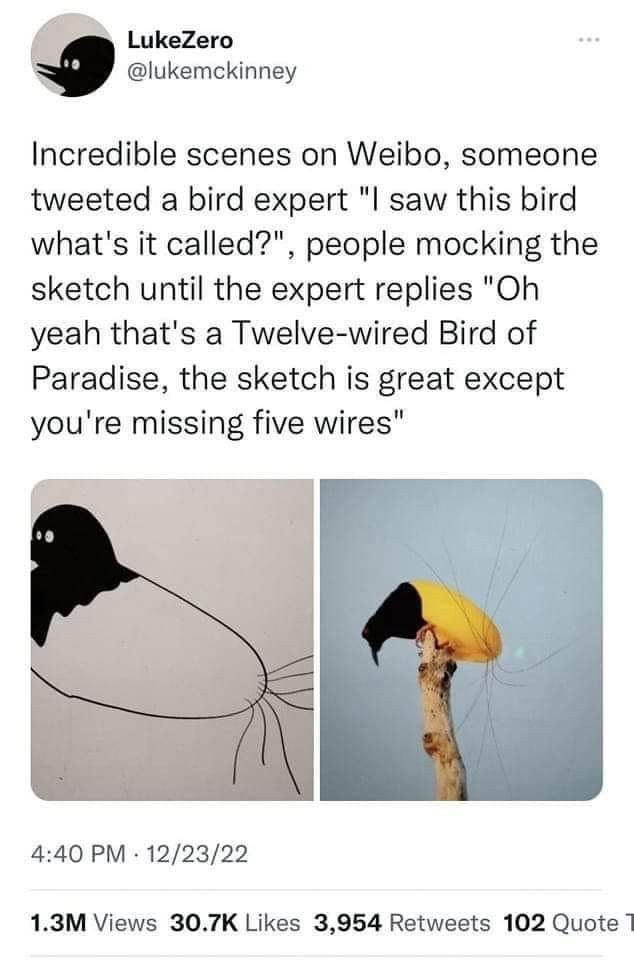 LukeZero
@lukemckinney
Incredible scenes on Weibo, someone
tweeted a bird expert "I saw this bird
what's it called?", people mocking the
sketch until the expert replies "Oh
yeah that's a Twelve-wired Bird of
Paradise, the sketch is great except
you're missing five wires"
4:40 PM · 12/23/22
1.3M Views 30.7K Likes 3,954 Retweets 102 Quote T